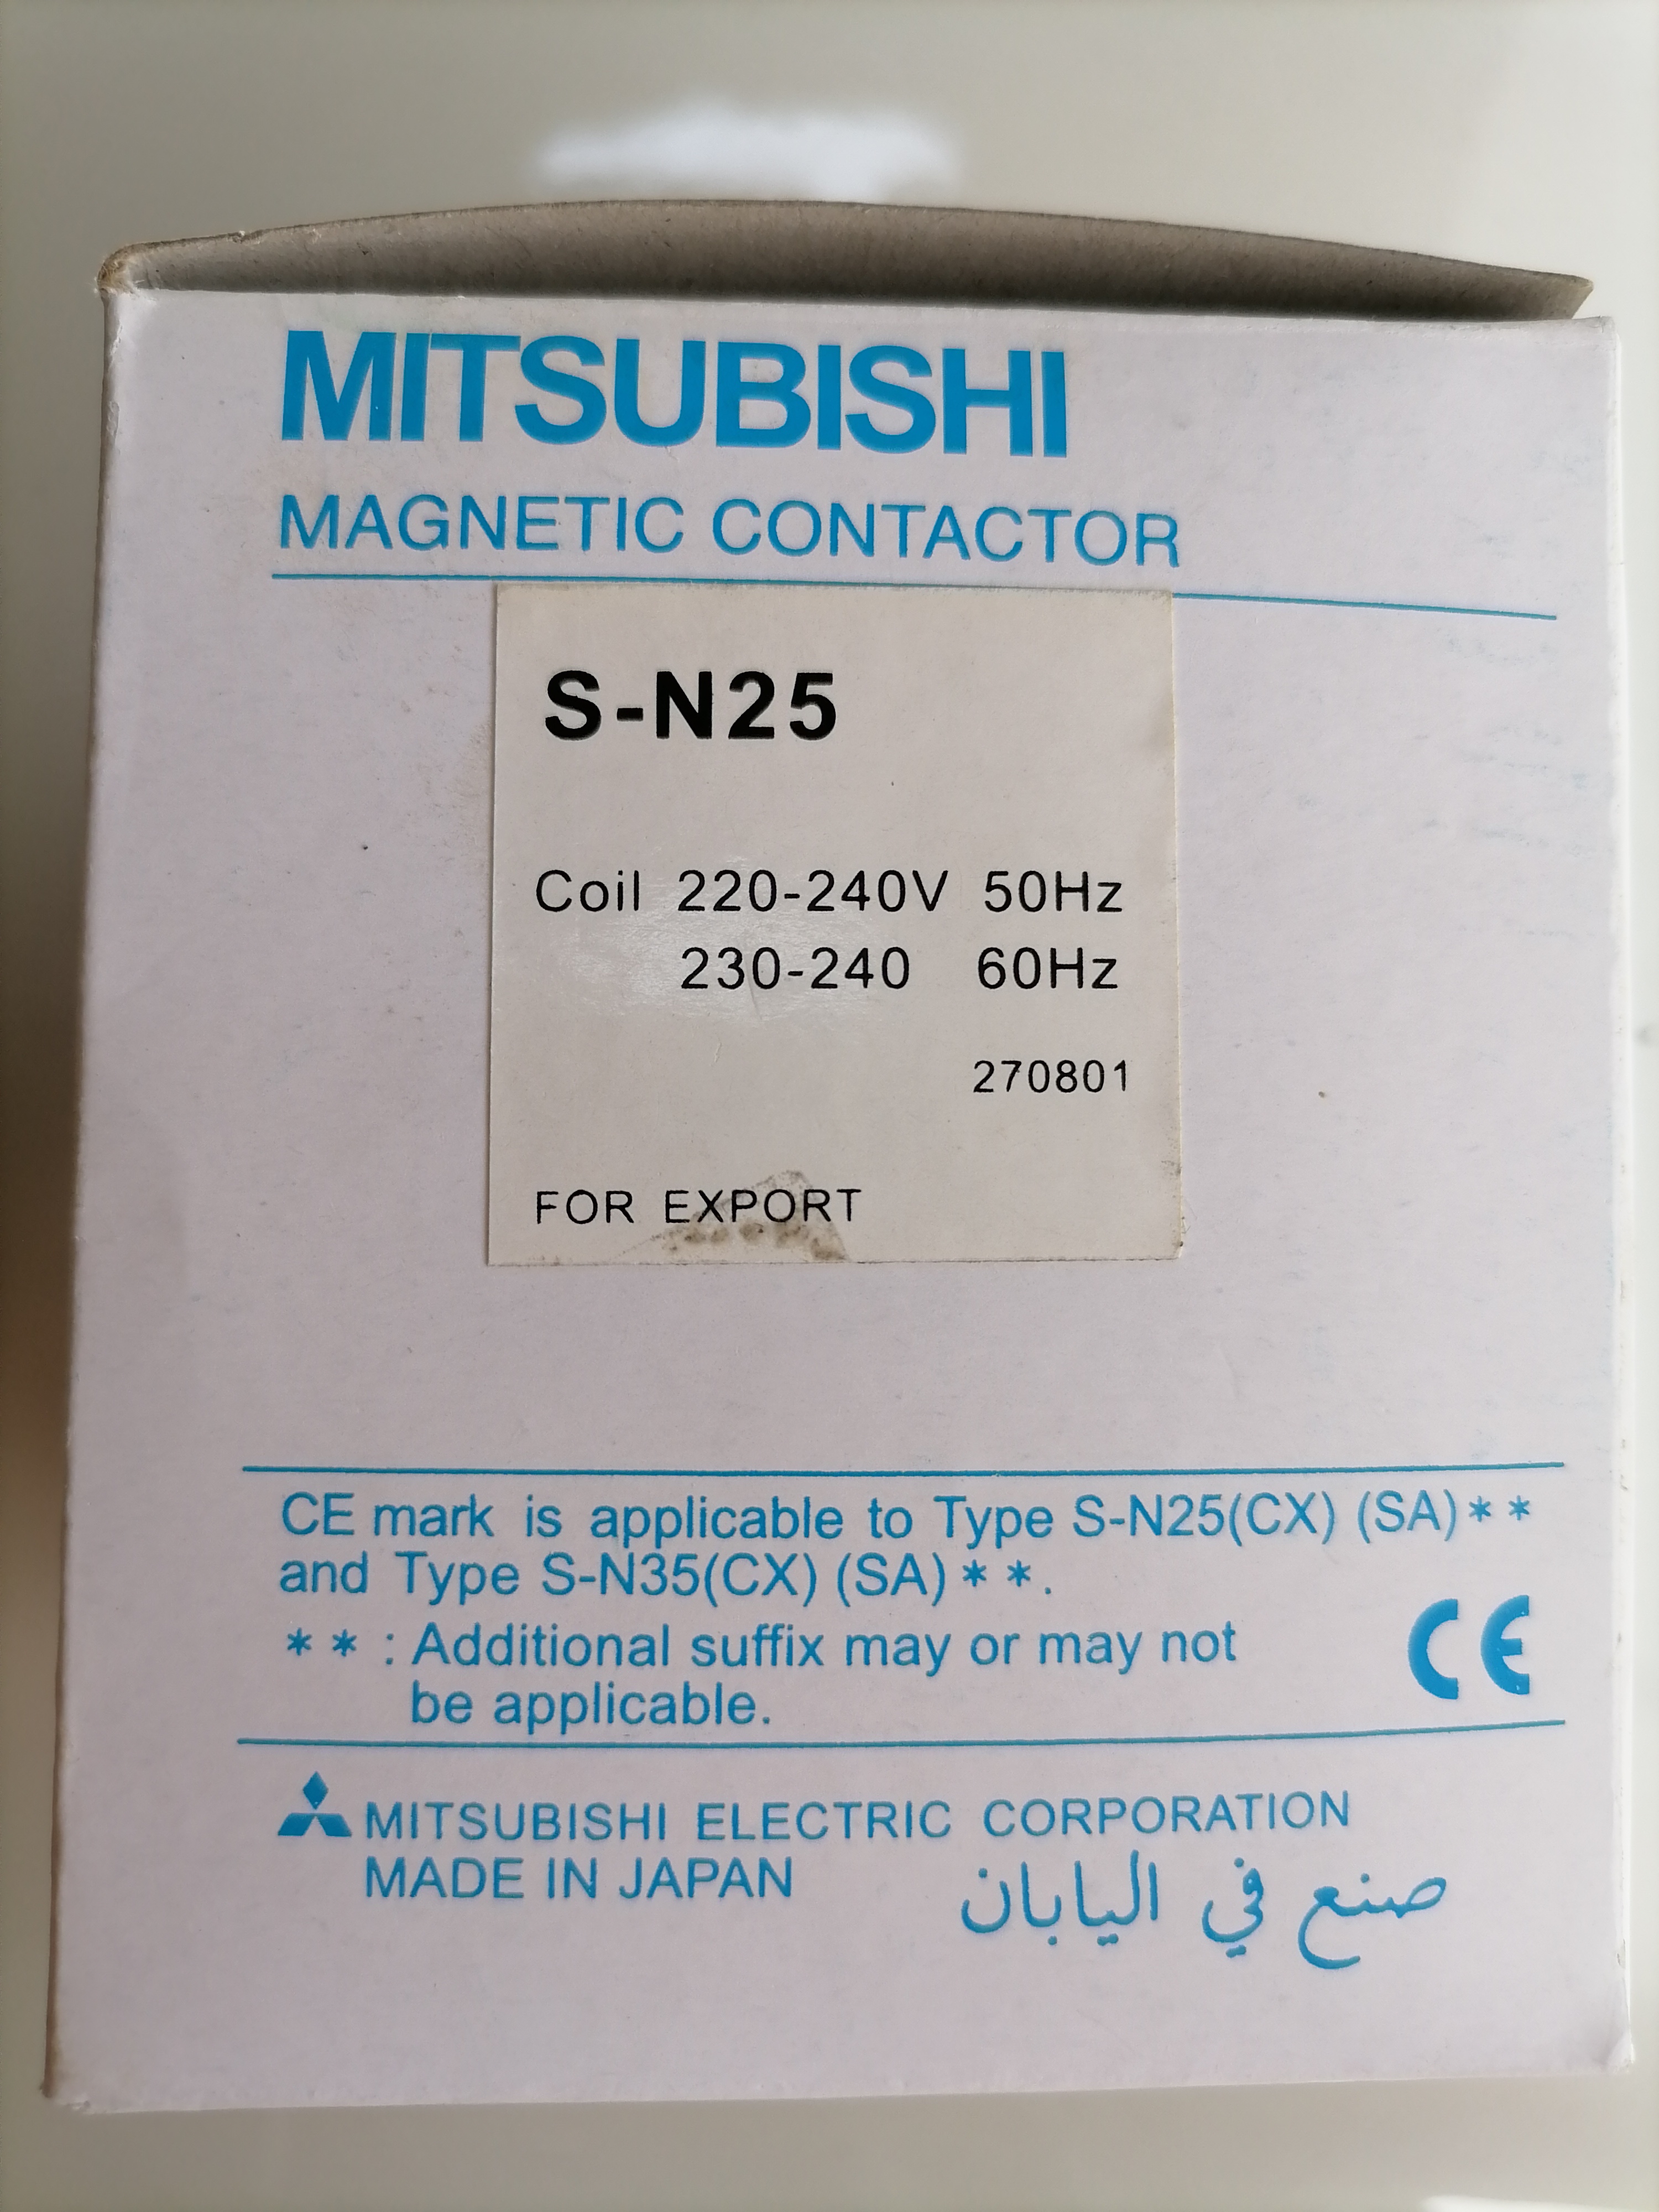 MITSUBISHI
MAGNETIC CONTACTOR
S-N25
Coil 220-240V 50Hz
230-240 60Hz
270801
FOR EXPORT
CE mark is applicable to Type S-N25(CX) (SA)**
and Type S-N35(CX) (SA)**.
** : Additional suffix may or may not
be applicable.
CE
MITSUBISHI ELECTRIC CORPORATION
MADE IN JAPAN
صنع في اليابان